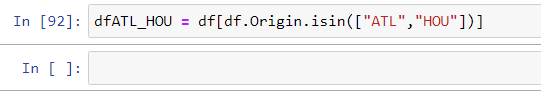 In [92]: dfATL_HOU = df[df.Origin.isin(["ATL","HOU"])]
In [ ]: